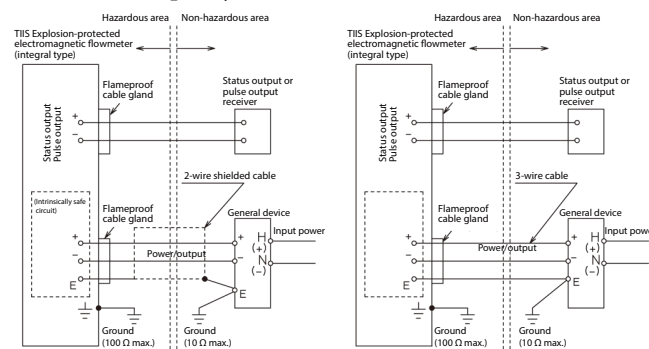 Hazardous area
Non-hazardous area
TIIS Explosion-protected
electromagnetic flowmeter
(integral type)
Flameproof
cable gland
Status output or
pulse output
receiver
Status output
Pulse output
+
−
2-wire shielded cable
(Intrinsically safe
circuit)
Flameproof
cable gland
General device
Input power
+
−
E
Power/output
+
−
E
H
(+)
N
(−)
Ground
(100 Ω max.)
Ground
(10 Ω max.)
Hazardous area
Non-hazardous area
TIIS Explosion-protected
electromagnetic flowmeter
(integral type)
Flameproof
cable gland
Status output or
pulse output
receiver
Status output
Pulse output
+
−
3-wire cable
Flameproof
cable gland
General device
Input powe
+
−
E
Power/output
+
−
E
H
(+)
N
(−)
Ground
(100 Ω max.)
Ground
(10 Ω max.)